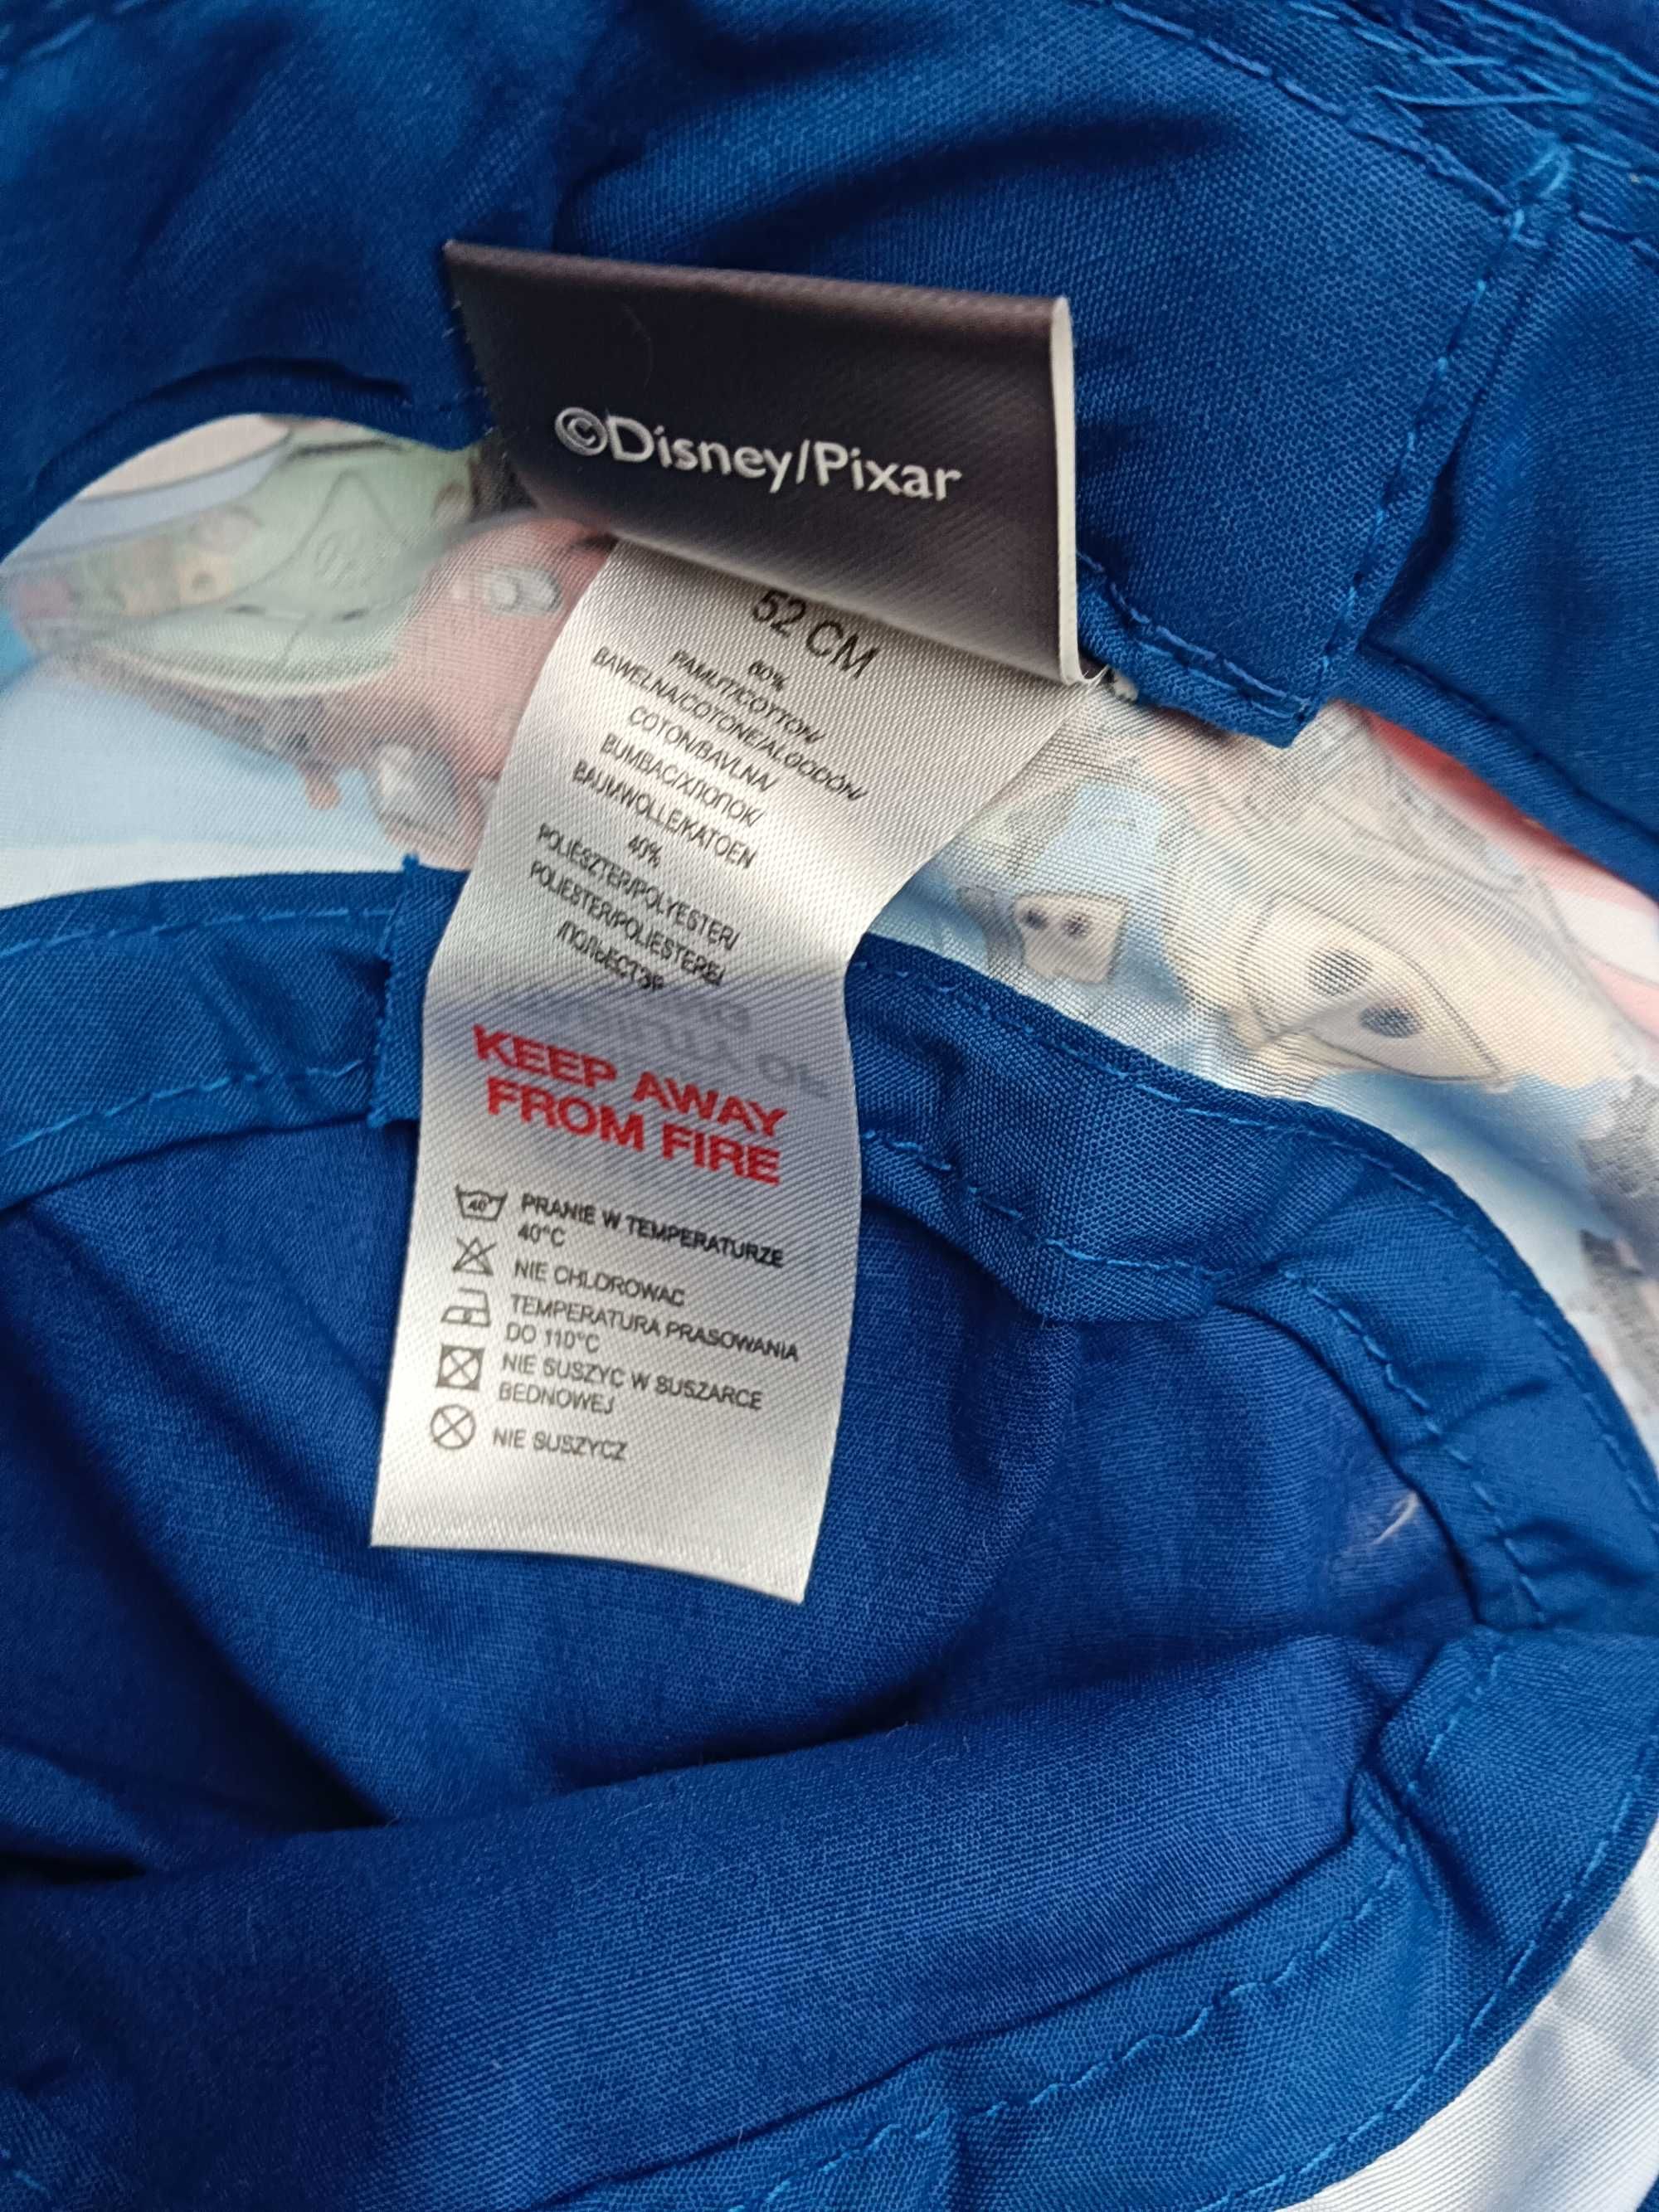 ©Disney/Pixar
52 CM
60%
PAMUT/COTTON/
BAWELNA/COTONE/ALGODÓN/
COTON/BAVLNA/
BUMBAC/ХЛОПОК/
BAUMWOLLE/KATOEN
40%
POLIÉSZTER/POLYESTER/
POLIESTER/POLIESTERE/
/ПОЛЬЕСТЭР
KEEP AWAY
FROM FIRE
40° PRANIE W TEMPERATURZE
40°C
NIE CHLOROWAC
TEMPERATURA PRASOWANIA
DO 110°C
NIE SUSZYC W SUSZARCE
BEDNOWEJ
NIE SUSZYCZ